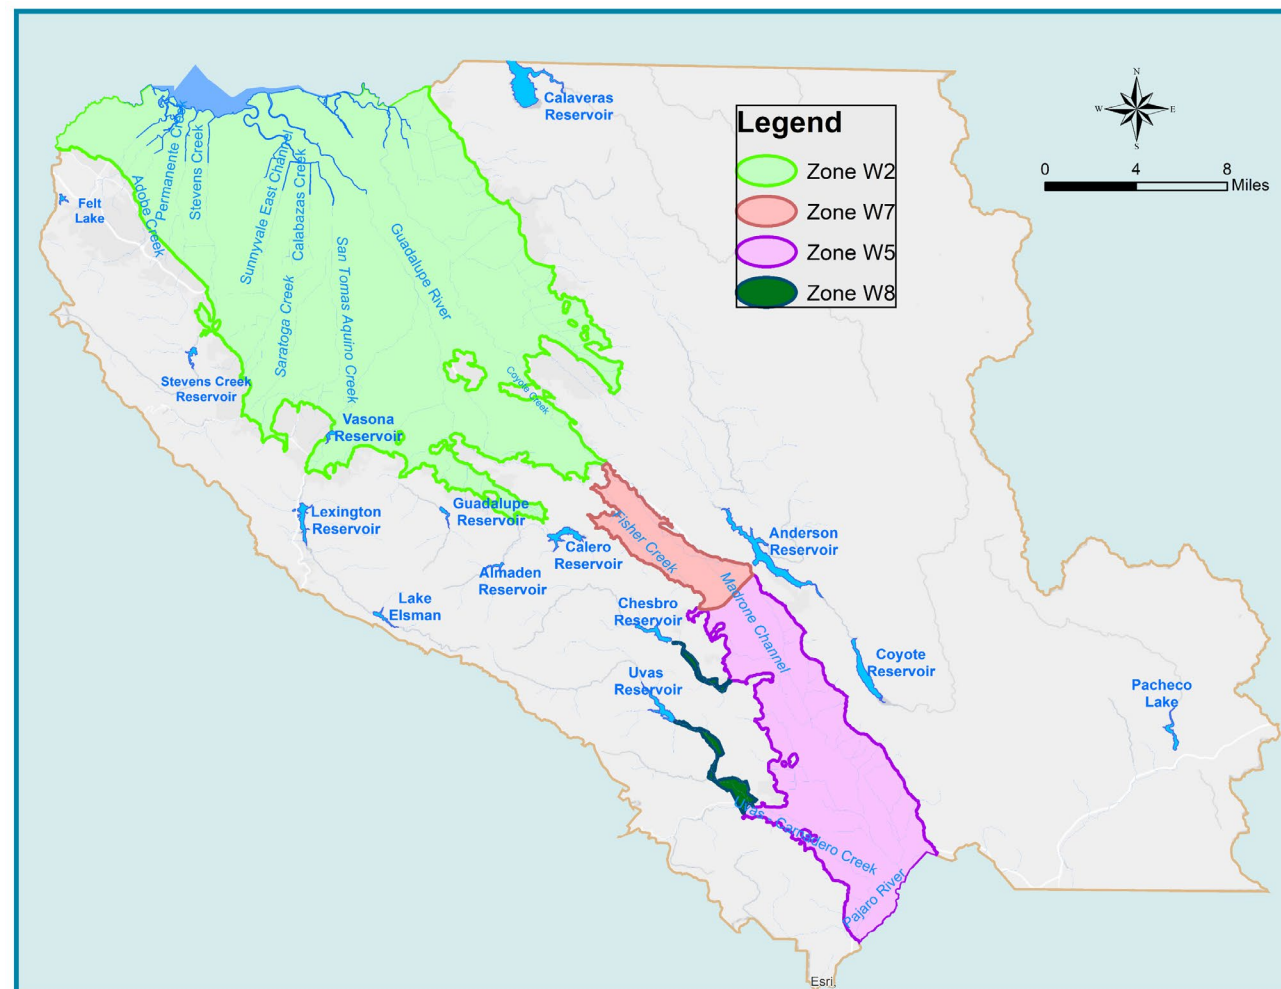 Calaveras
Reservoir
N
W
E
S
0
4
8
Miles
Legend
Zone W2
Zone W7
Zone W5
Zone W8
Felt
Lake
Adobe Creek
Permanente Creek
Stevens Creek
Sunnyvale East Channel
Calabazas Creek
Saratoga Creek
San Tomas Aquino Creek
Guadalupe River
Coyote Creek
Stevens Creek
Reservoir
Vasona
Reservoir
Lexington
Reservoir
Guadalupe
Reservoir
Calero
Reservoir
Almaden
Reservoir
Lake
Elsman
Fisher Creek
Anderson
Reservoir
Madrone Channel
Chesbro
Reservoir
Uvas
Reservoir
Coyote
Reservoir
Pacheco
Lake
Uvas - Carnadero Creek
Pajaro River
Esri,